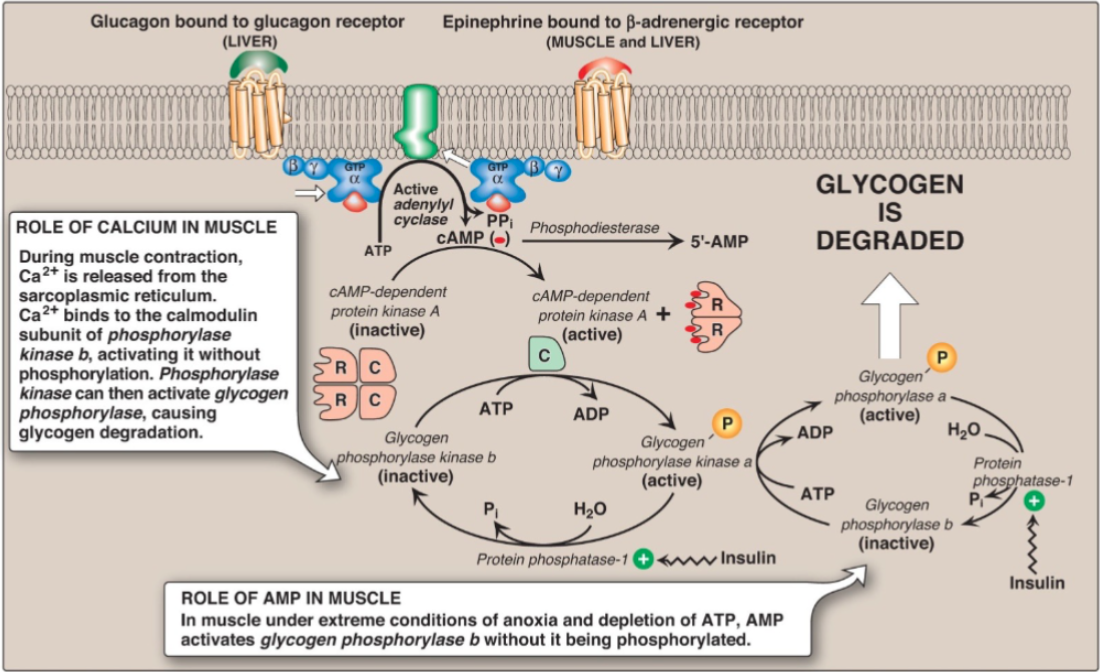 Glucagon bound to glucagon receptor
(LIVER)
Epinephrine bound to β-adrenergic receptor
(MUSCLE and LIVER)
β γ
GTP
α
GTP
α
β γ
Active
adenylyl
cyclase
ATP
PPi
cAMP (●)
Phosphodiesterase
5'-AMP
GLYCOGEN
IS
DEGRADED
ROLE OF CALCIUM IN MUSCLE
During muscle contraction,
Ca2+ is released from the
sarcoplasmic reticulum.
Ca2+ binds to the calmodulin
subunit of phosphorylase
kinase b, activating it without
phosphorylation. Phosphorylase
kinase can then activate glycogen
phosphorylase, causing
glycogen degradation.
cAMP-dependent
protein kinase A
(inactive)
R C
R C
cAMP-dependent
protein kinase A
(active)
+
R
R
C
ATP
ADP
Glycogen
phosphorylase kinase b
(inactive)
Glycogen
phosphorylase kinase a
(active)
P
Pi
H2O
Protein phosphatase-1
+
Insulin
Glycogen
phosphorylase a
(active)
P
ADP
ATP
H2O
Protein
phosphatase-1
Pi
+
Glycogen
phosphorylase b
(inactive)
Insulin
ROLE OF AMP IN MUSCLE
In muscle under extreme conditions of anoxia and depletion of ATP, AMP
activates glycogen phosphorylase b without it being phosphorylated.